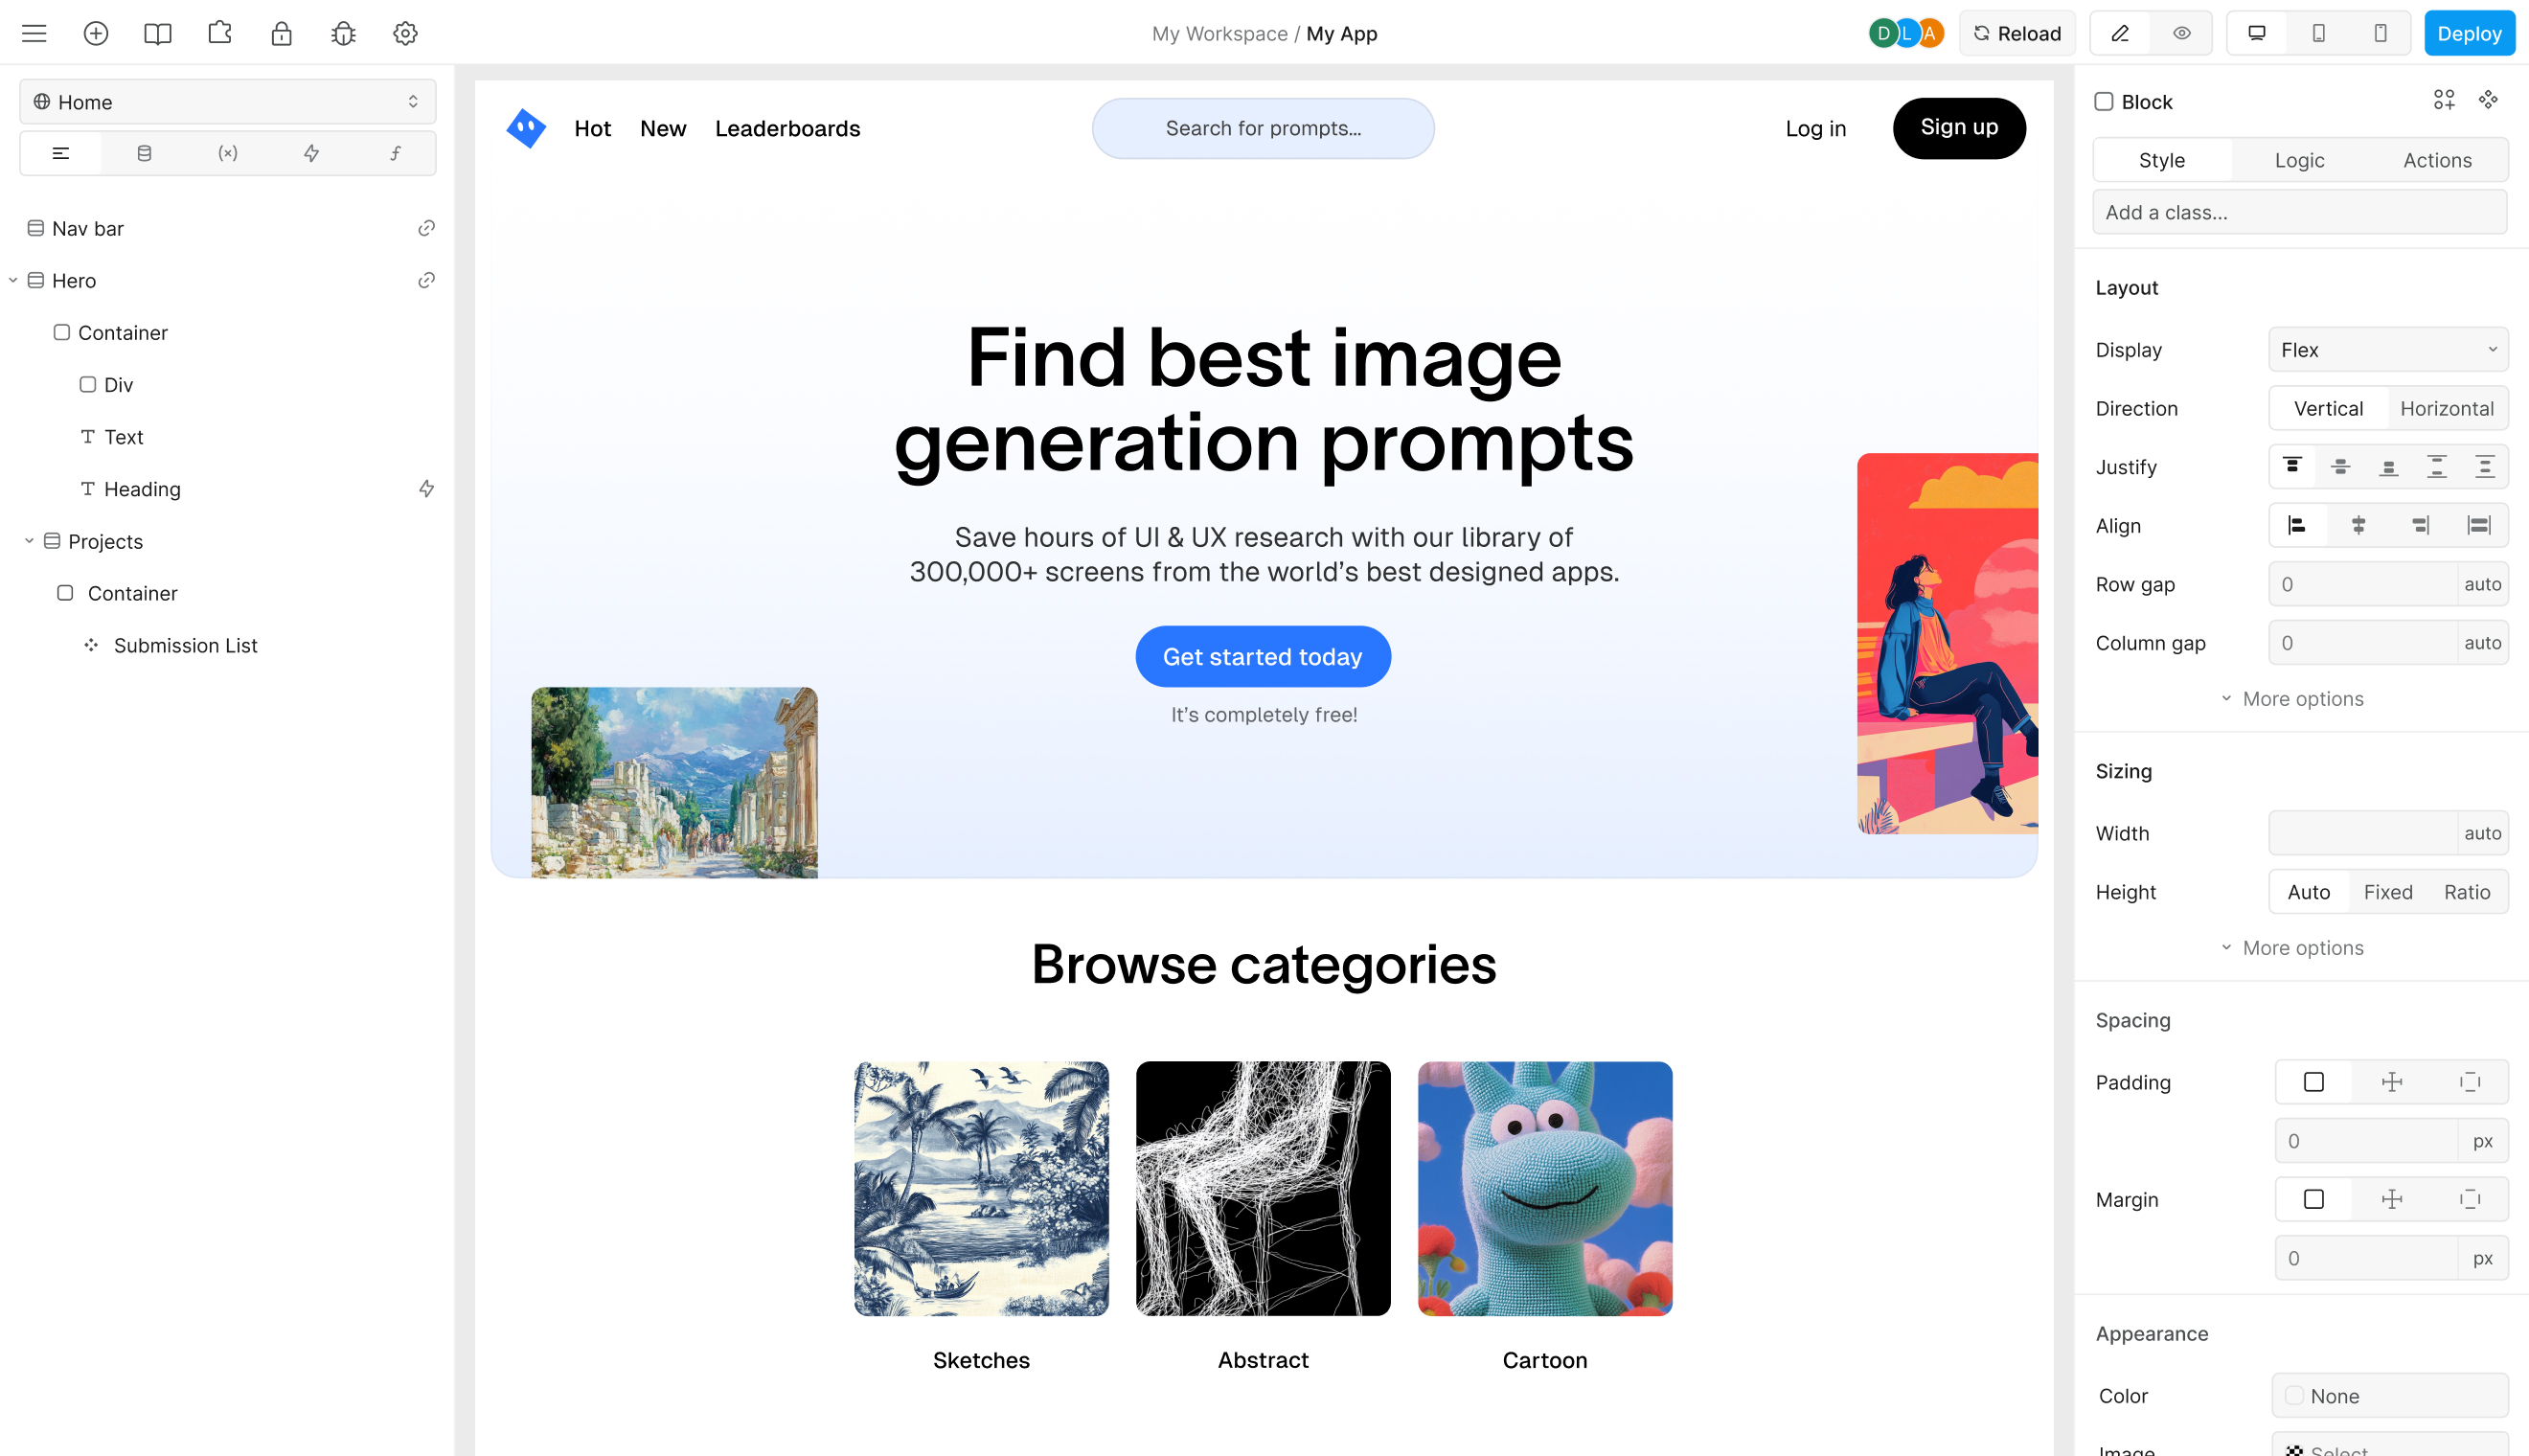 My Workspace / My App
D L A
Reload
Deploy
Home
Nav bar
Hero
Container
Div
Text
Heading
Projects
Container
Submission List
Hot New Leaderboards
Search for prompts...
Log in
Sign up
Find best image
generation prompts
Save hours of UI & UX research with our library of
300,000+ screens from the world’s best designed apps.
Get started today
It’s completely free!
Browse categories
Sketches
Abstract
Cartoon
Block
Style Logic Actions
Add a class...
Layout
Display Flex
Direction Vertical Horizontal
Justify
Align
Row gap 0 auto
Column gap 0 auto
More options
Sizing
Width auto
Height Auto Fixed Ratio
More options
Spacing
Padding
0 px
Margin
0 px
Appearance
Color None
Image Select